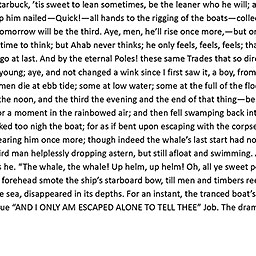 tarbuck, 'tis sweet to lean sometimes, be the leaner who he will; a
p him nailed—Quick!—all hands to the rigging of the boats—colle
omorrow will be the third. Aye, men, he'll rise once more,—but on
time to think; but Ahab never thinks; he only feels, feels, feels; tha
go at last. And by the eternal Poles! these same Trades that so dire
young; aye, and not changed a wink since I first saw it, a boy, from
men die at ebb tide; some at low water; some at the full of the flo
the noon, and the third the evening and the end of that thing—be
or a moment in the rainbowed air; and then fell swamping back int
ked too nigh the boat; for as if bent upon escaping with the corpse
earing him once more; though indeed the whale's last start had no
ird man helplessly dropping astern, but still afloat and swimming.
s he. "The whale, the whale! Up helm, up helm! Oh, all ye sweet p
forehead smote the ship's starboard bow, till men and timbers ree
e sea, disappeared in its depths. For an instant, the tranced boat's
ue "AND I ONLY AM ESCAPED ALONE TO TELL THEE" Job. The dram